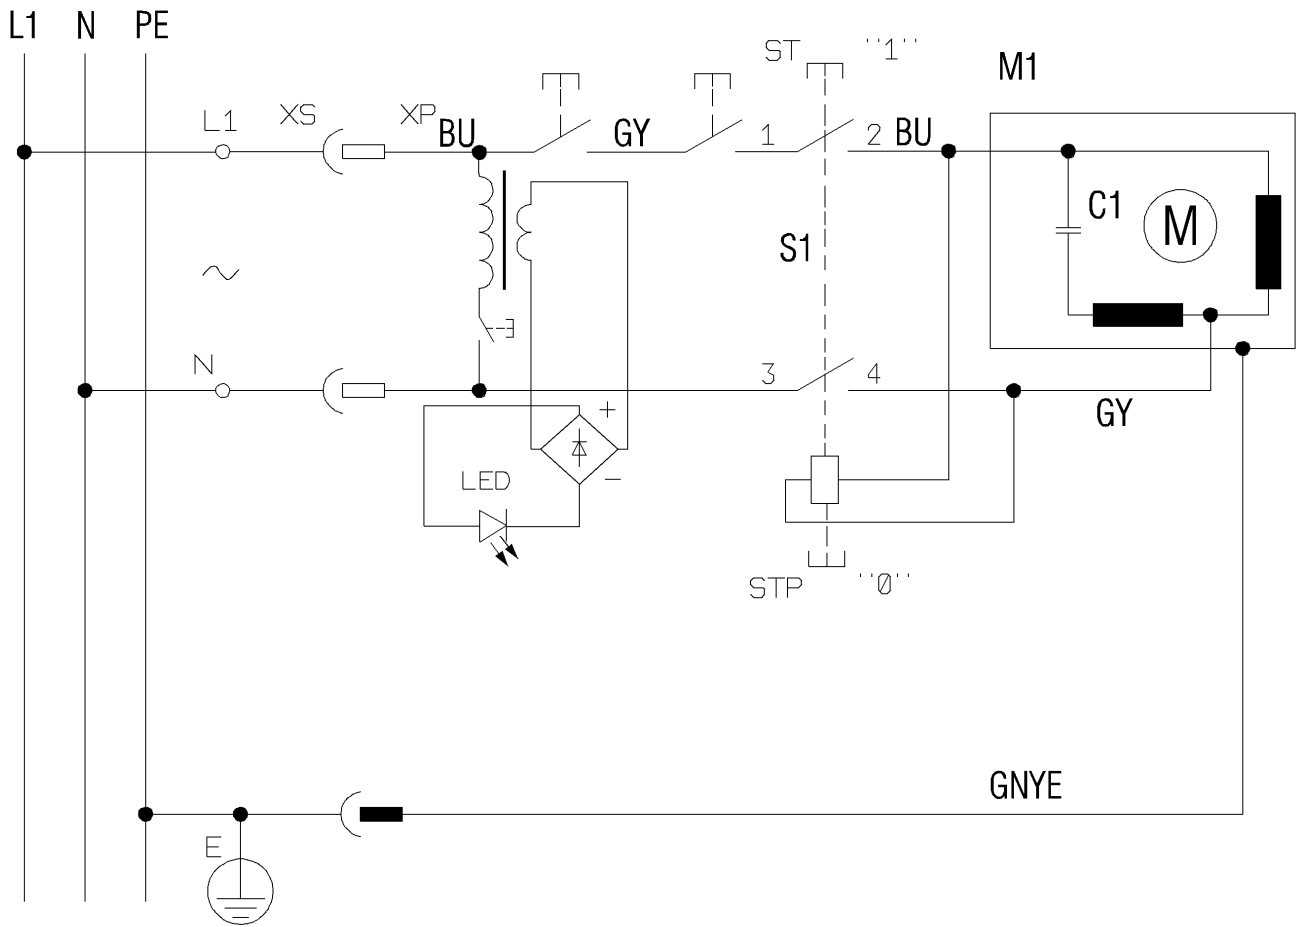 L1 N PE
ST "1"
M1
L1 XS XP BU GY 1 2 BU
C1
M
S1
~
N 3 4
GY
+
LED
-
STP "0"
GNYE
E